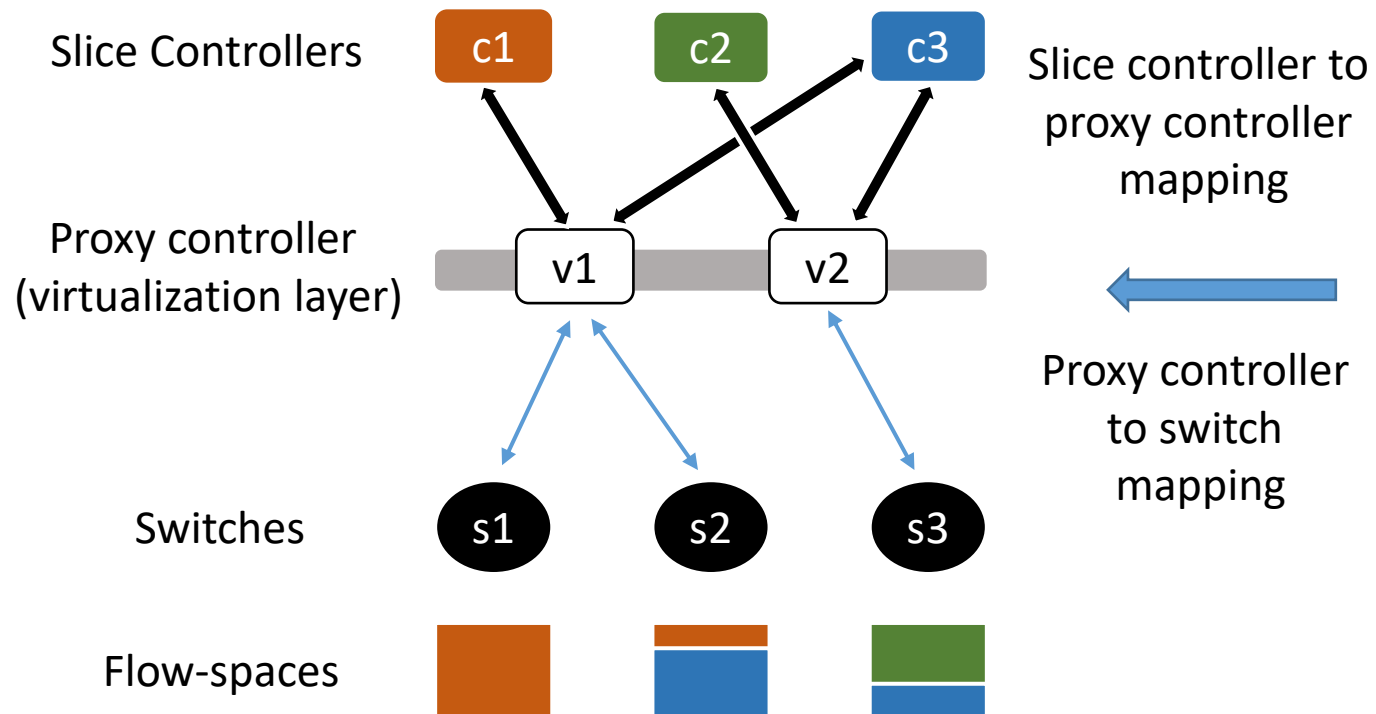 Slice Controllers
c1
c2
c3
Slice controller to
proxy controller
mapping
Proxy controller
(virtualization layer)
v1
v2
Proxy controller
to switch
mapping
Switches
s1
s2
s3
Flow-spaces